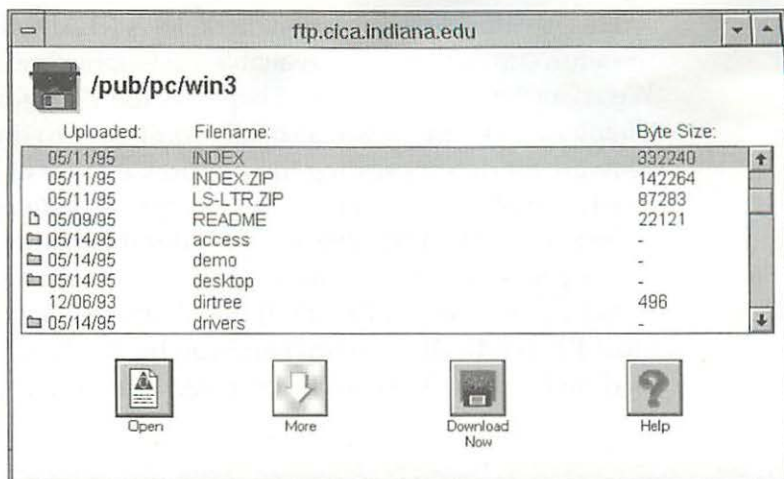 ftp.cica.indiana.edu
/pub/pc/win3
Uploaded: Filename: Byte Size:
05/11/95 INDEX 332240
05/11/95 INDEX.ZIP 142264
05/11/95 LS-LTR.ZIP 87283
05/09/95 README 22121
05/14/95 access -
05/14/95 demo -
05/14/95 desktop -
12/06/93 dirtree 496
05/14/95 drivers -
Open More Download Now Help